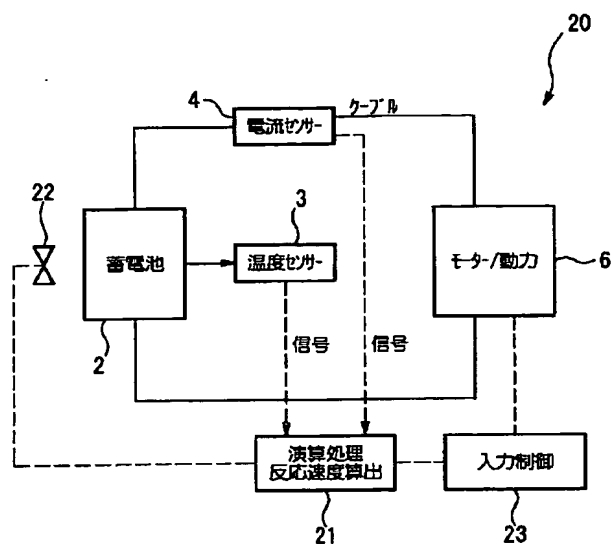 20
4
電流センサー
ケーブル
22
3
蓄電池
温度センサー
モーター/動力
6
2
信号
信号
演算処理
反応速度算出
入力制御
21
23